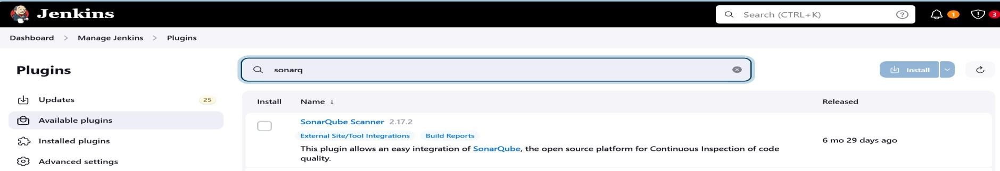 Jenkins
Search (CTRL+K)
1
3
Dashboard > Manage Jenkins > Plugins
Plugins
sonarq
Install
Updates 25
Available plugins
Installed plugins
Advanced settings
Install Name ↓ Released
SonarQube Scanner 2.17.2
External Site/Tool Integrations Build Reports
This plugin allows an easy integration of SonarQube, the open source platform for Continuous Inspection of code
quality.
6 mo 29 days ago